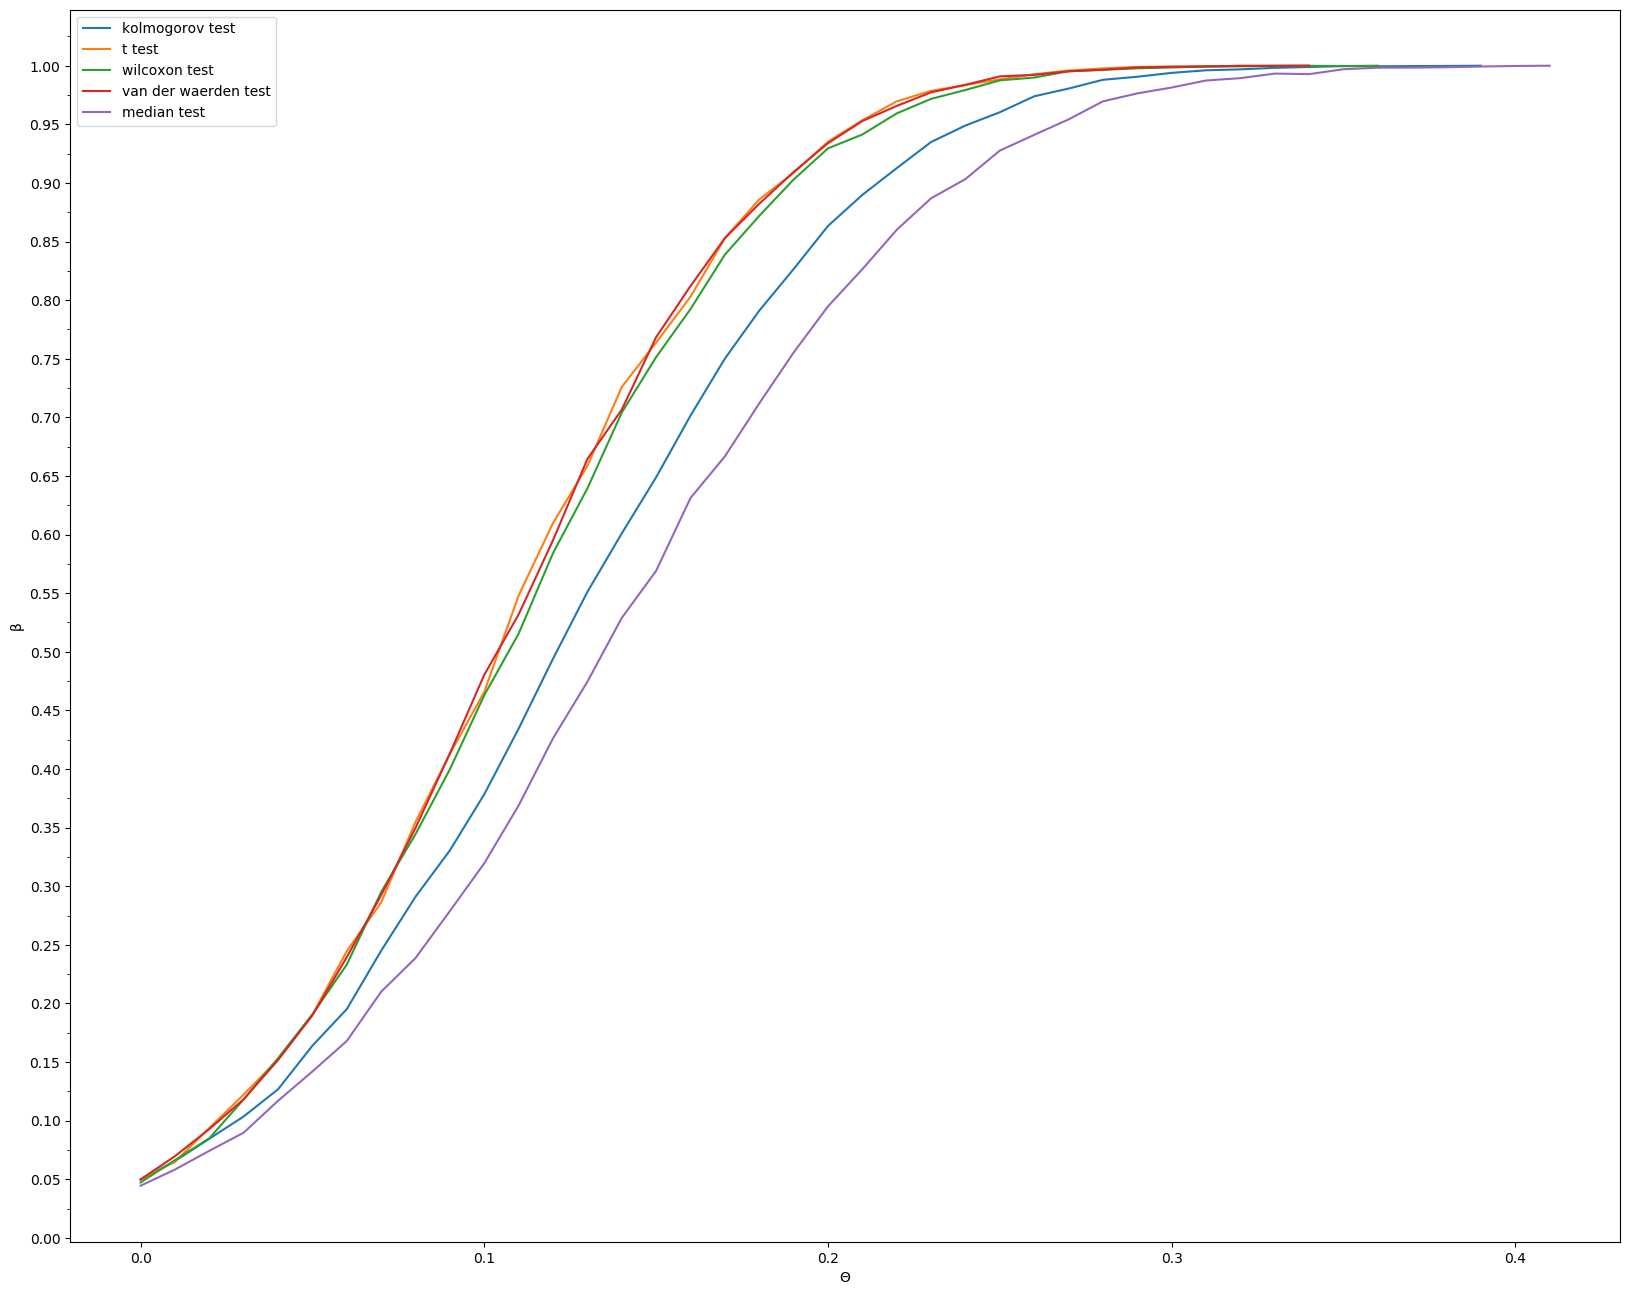 kolmogorov test
t test
wilcoxon test
van der waerden test
median test
1.00
0.95
0.90
0.85
0.80
0.75
0.70
0.65
0.60
0.55
0.50
0.45
0.40
0.35
0.30
0.25
0.20
0.15
0.10
0.05
0.00
β
0.0 0.1 0.2 0.3 0.4
Θ